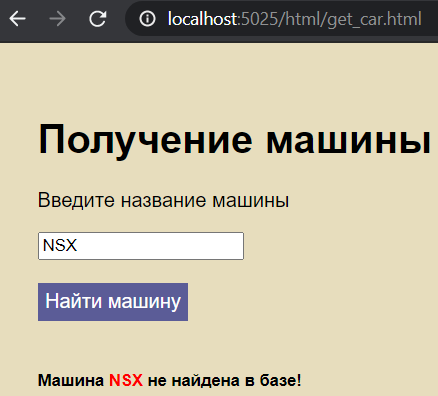 localhost:5025/html/get_car.html
Получение машины
Введите название машины
NSX
Найти машину
Машина NSX не найдена в базе!